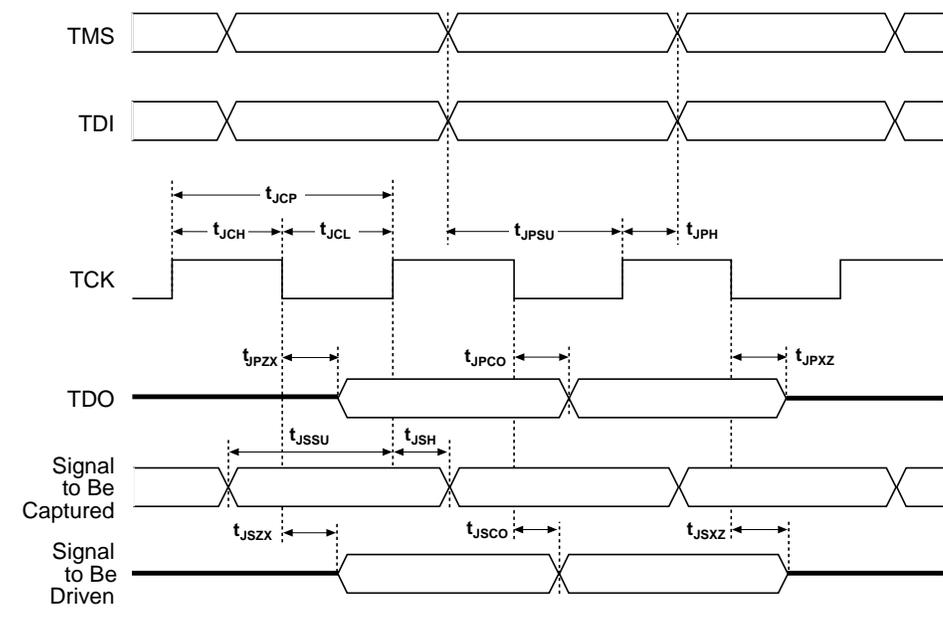 TMS
TDI
tJCP
tJCH
tJCL
tJPSU
tJPH
TCK
tJPZX
tJPCO
tJPXZ
TDO
tJSSU
tJSH
Signal
to Be
Captured
tJSZX
tJSCO
tJSXZ
Signal
to Be
Driven